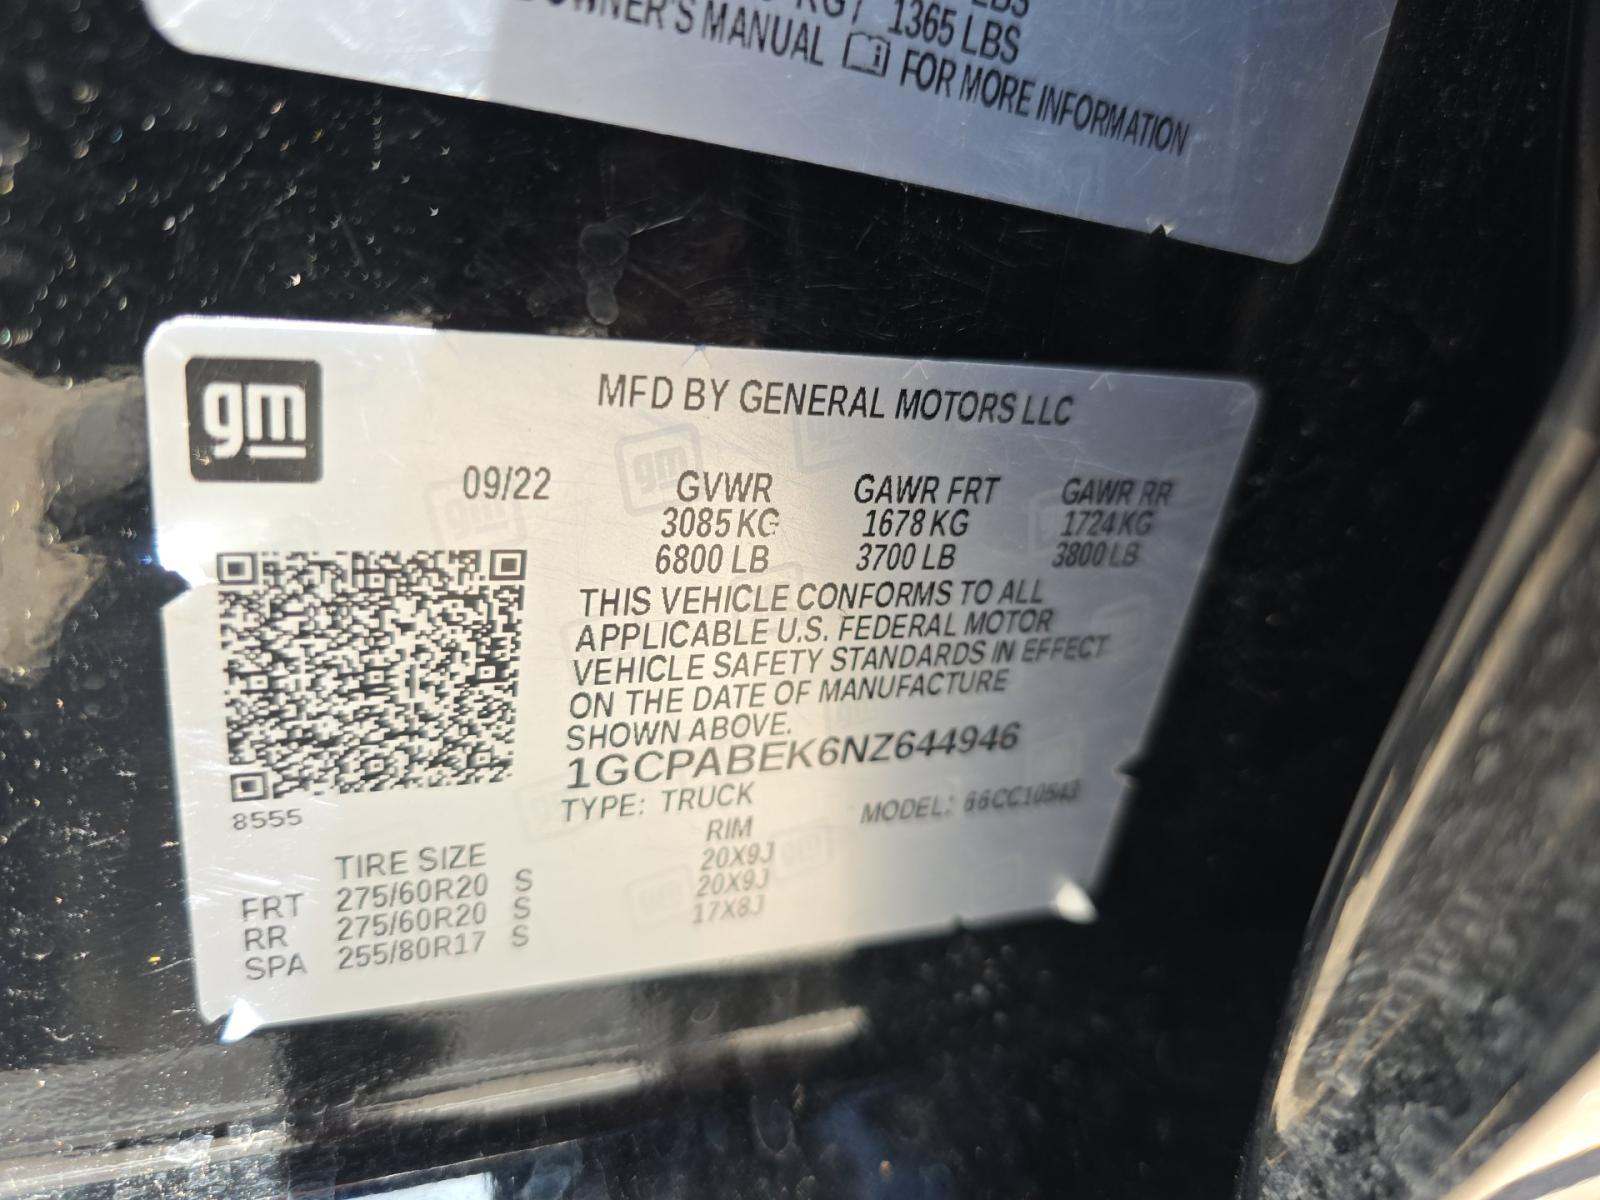 1365 LBS
OWNER'S MANUAL FOR MORE INFORMATION
gm
MFD BY GENERAL MOTORS LLC
09/22 GVWR GAWR FRT GAWR RR
3085 KG 1678 KG 1724 KG
6800 LB 3700 LB 3800 LB
THIS VEHICLE CONFORMS TO ALL
APPLICABLE U.S. FEDERAL MOTOR
VEHICLE SAFETY STANDARDS IN EFFECT
ON THE DATE OF MANUFACTURE
SHOWN ABOVE.
1GCPABEK6NZ644946
TYPE: TRUCK MODEL: 66CC10543
8555
TIRE SIZE RIM
FRT 275/60R20 S 20X9J
RR 275/60R20 S 20X9J
SPA 255/80R17 S 17X8J